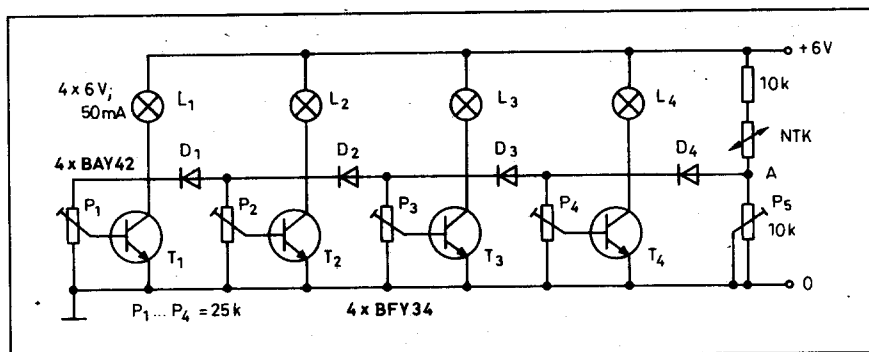 +6V
4 x 6 V;
50mA
L1
L2
L3
L4
10k
NTK
4 x BAY42
D1
D2
D3
D4
A
P1
P2
P3
P4
P5
10k
T1
T2
T3
T4
0
P1 ... P4 = 25k
4 x BFY34